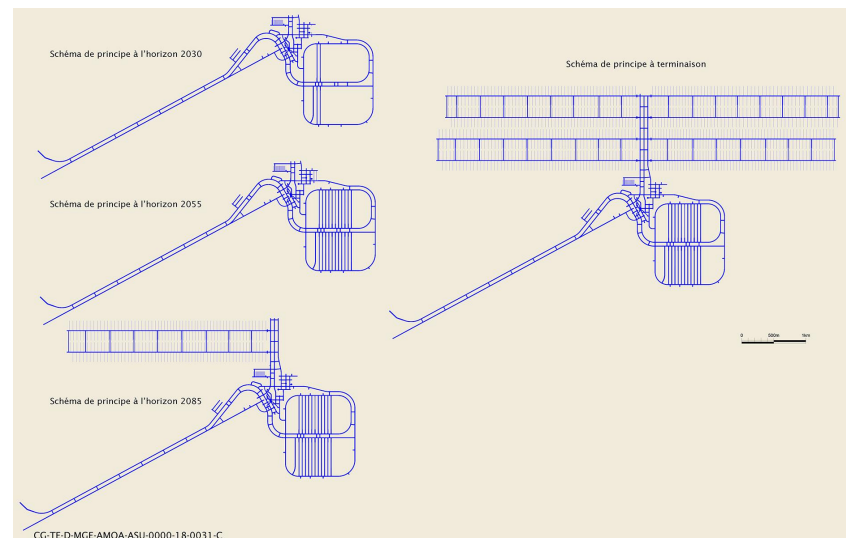 Schéma de principe à l'horizon 2030
Schéma de principe à terminaison
Schéma de principe à l'horizon 2055
0 500m 1km
Schéma de principe à l'horizon 2085
CG-TE-D-MGE-AMOA-ASU-0000-18-0031-C